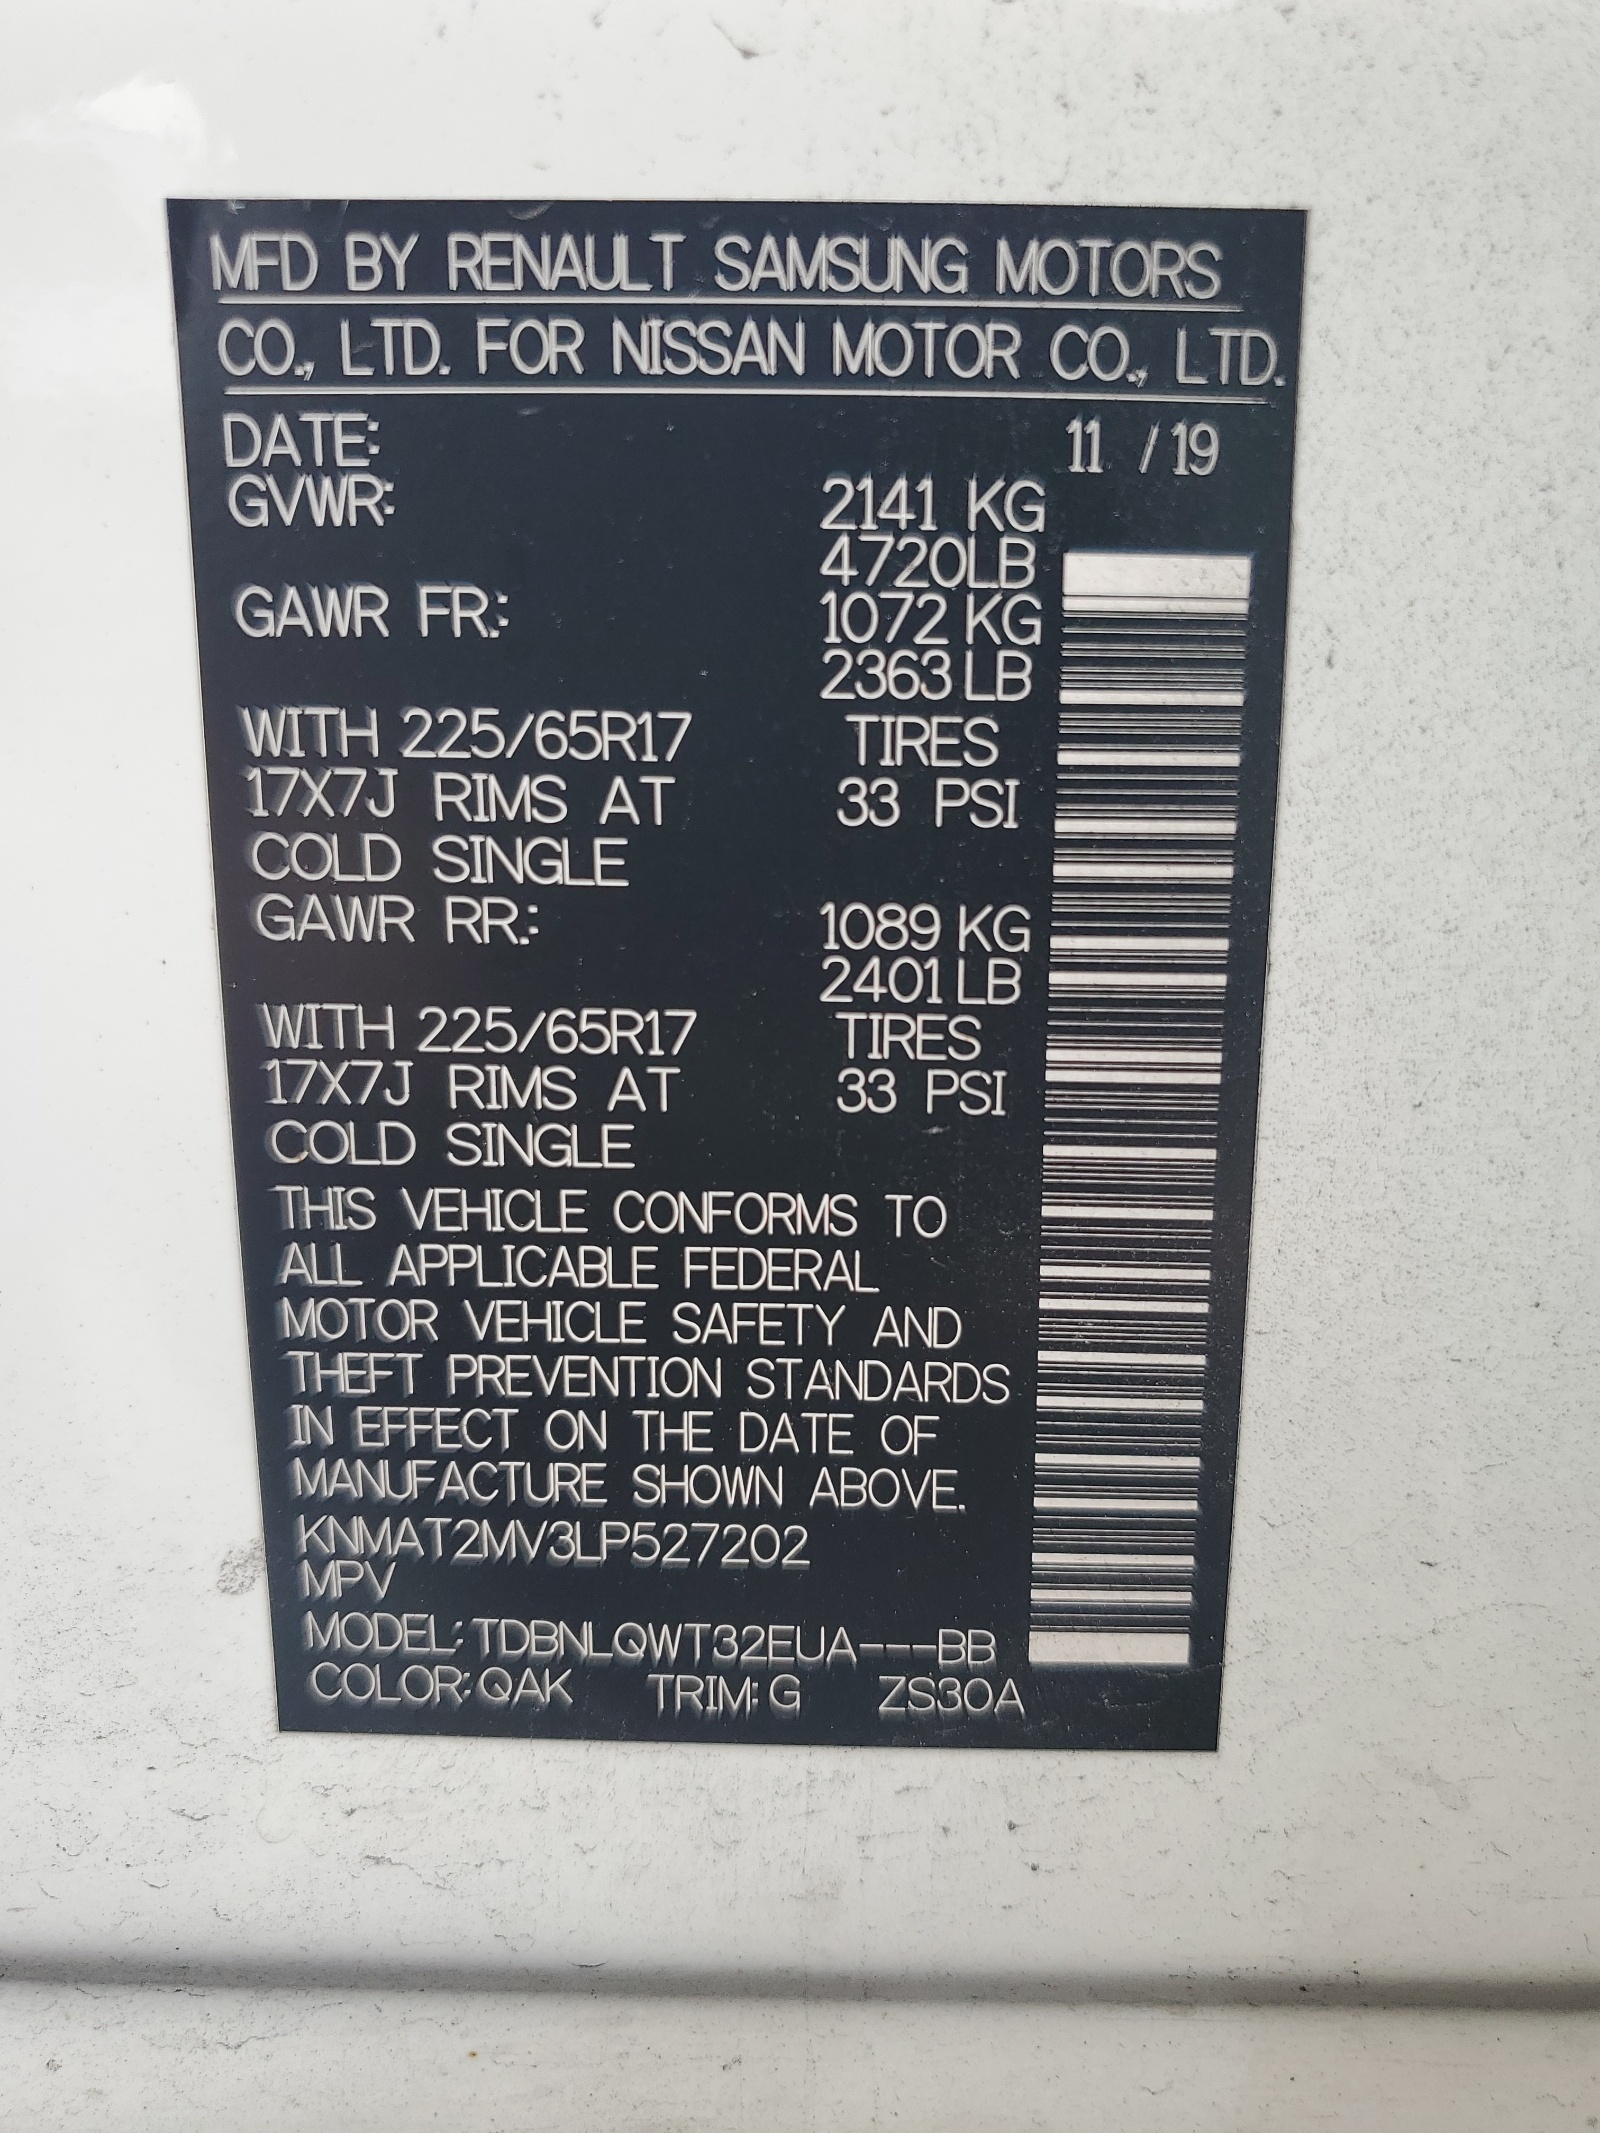 MFD BY RENAULT SAMSUNG MOTORS
CO., LTD. FOR NISSAN MOTOR CO., LTD.
DATE: 11 /19
GVWR: 2141 KG
4720LB
GAWR FR.: 1072 KG
2363 LB
WITH 225/65R17 TIRES
17X7J RIMS AT 33 PSI
COLD SINGLE
GAWR RR.: 1089 KG
2401 LB
WITH 225/65R17 TIRES
17X7J RIMS AT 33 PSI
COLD SINGLE
THIS VEHICLE CONFORMS TO
ALL APPLICABLE FEDERAL
MOTOR VEHICLE SAFETY AND
THEFT PREVENTION STANDARDS
IN EFFECT ON THE DATE OF
MANUFACTURE SHOWN ABOVE.
KNMAT2MV3LP527202
MPV
MODEL: TDBNLQWT32EUA---BB
COLOR: QAK TRIM: G ZS30A